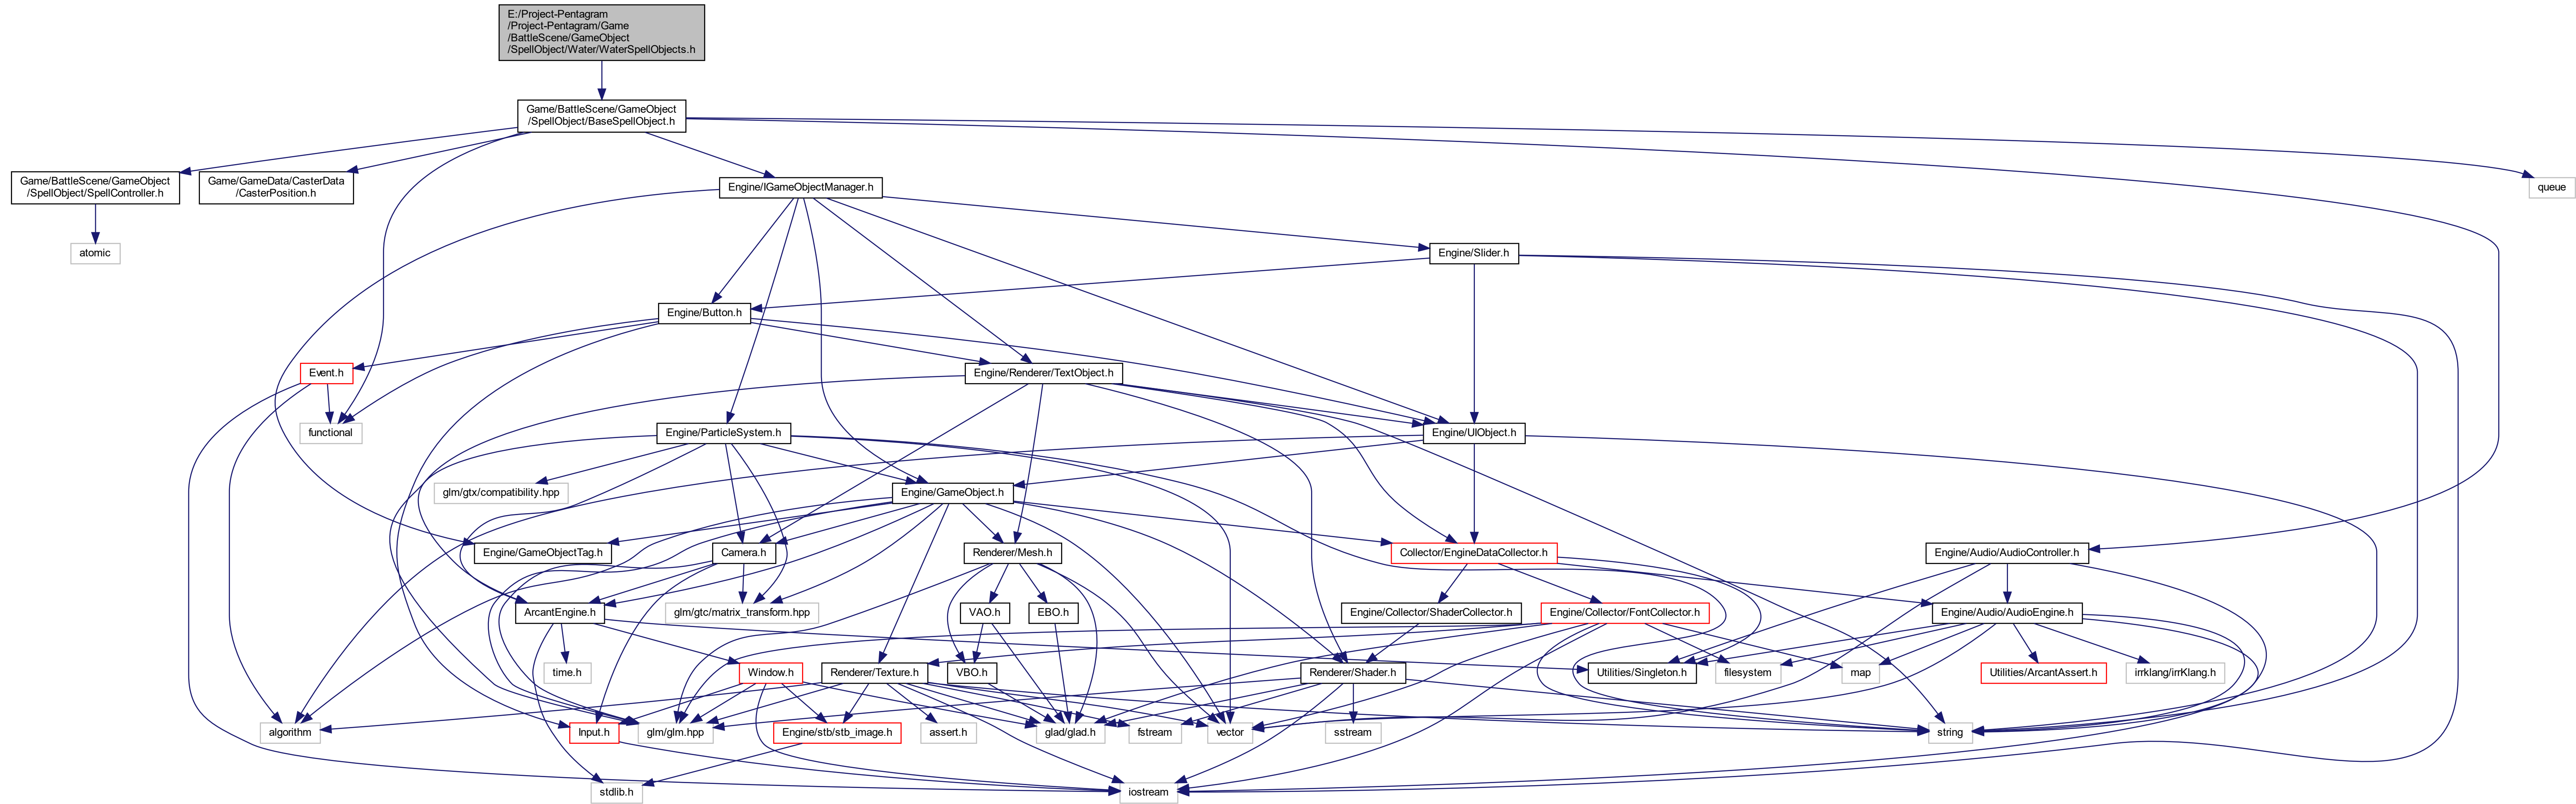 E:/Project-Pentagram
/Project-Pentagram/Game
/BattleScene/GameObject
/SpellObject/Water/WaterSpellObjects.h
Game/BattleScene/GameObject
/SpellObject/BaseSpellObject.h
Game/BattleScene/GameObject
/SpellObject/SpellController.h
Game/GameData/CasterData
/CasterPosition.h
Engine/IGameObjectManager.h
queue
atomic
Engine/Slider.h
Engine/Button.h
Event.h
Engine/Renderer/TextObject.h
functional
Engine/ParticleSystem.h
Engine/UIObject.h
glm/gtx/compatibility.hpp
Engine/GameObject.h
Engine/GameObjectTag.h
Camera.h
Renderer/Mesh.h
Collector/EngineDataCollector.h
Engine/Audio/AudioController.h
ArcantEngine.h
glm/gtc/matrix_transform.hpp
VAO.h
EBO.h
Engine/Collector/ShaderCollector.h
Engine/Collector/FontCollector.h
Engine/Audio/AudioEngine.h
time.h
Window.h
Renderer/Texture.h
VBO.h
Renderer/Shader.h
Utilities/Singleton.h
filesystem
map
Utilities/ArcantAssert.h
irrklang/irrKlang.h
algorithm
Input.h
glm/glm.hpp
Engine/stb/stb_image.h
assert.h
glad/glad.h
fstream
vector
sstream
string
stdlib.h
iostream